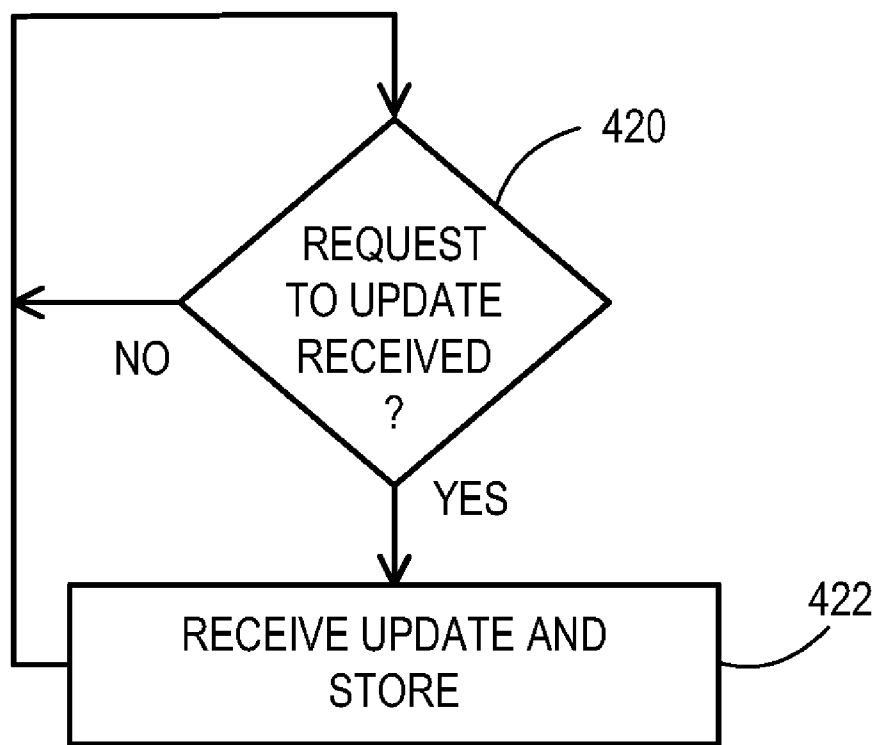 420
REQUEST
TO UPDATE
RECEIVED
?
NO
YES
422
RECEIVE UPDATE AND
STORE